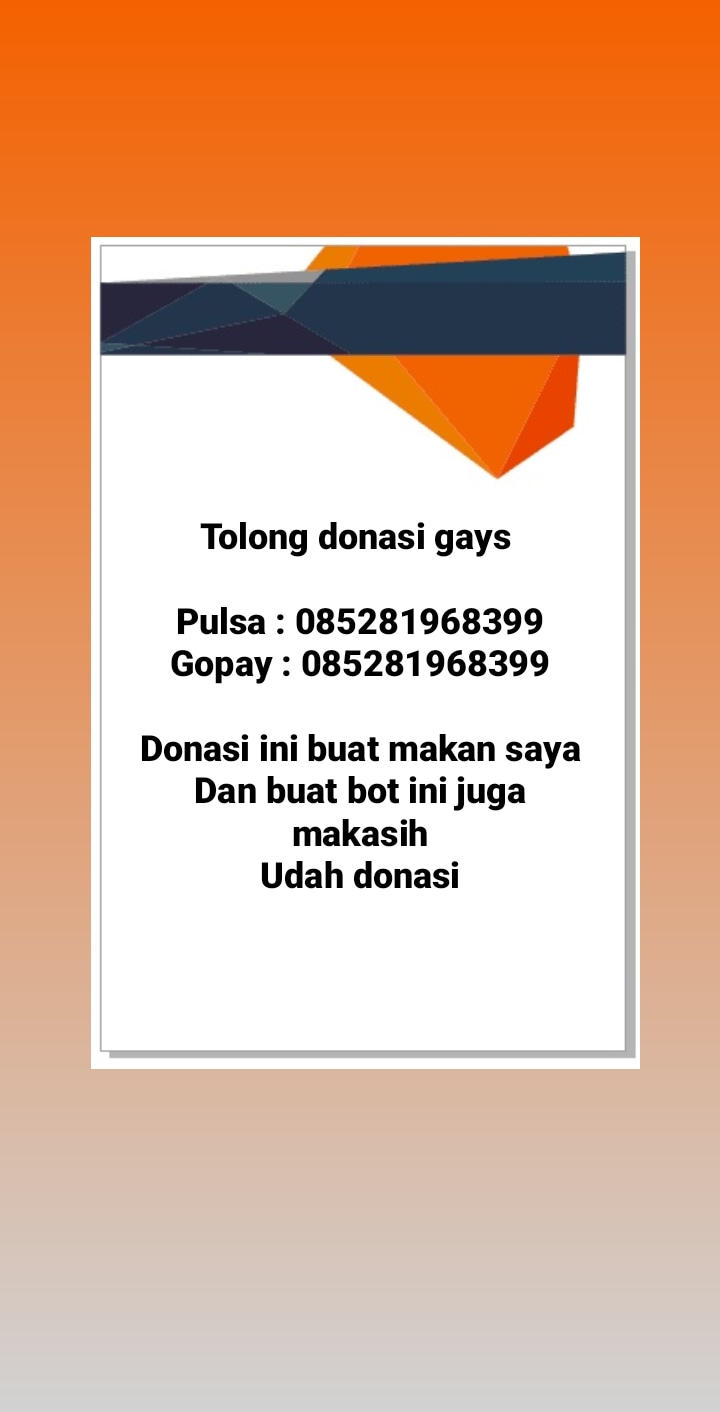 Tolong donasi gays
Pulsa : 085281968399
Gopay : 085281968399
Donasi ini buat makan saya
Dan buat bot ini juga
makasih
Udah donasi